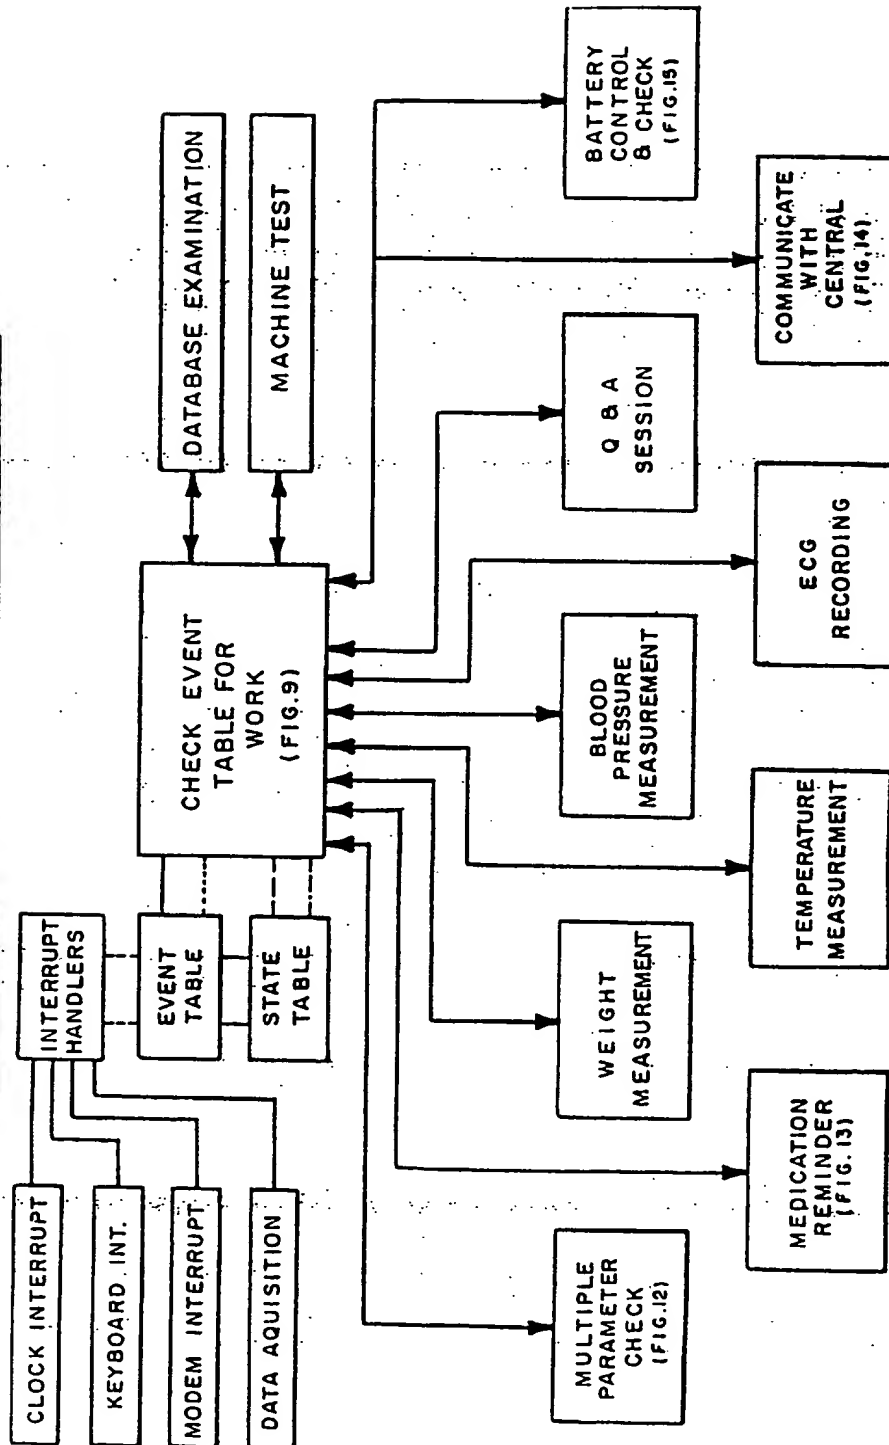 CLOCK INTERRUPT
KEYBOARD INT.
MODEM INTERRUPT
DATA AQUISITION
INTERRUPT
HANDLERS
EVENT
TABLE
STATE
TABLE
CHECK EVENT
TABLE FOR
WORK
(FIG.9)
DATABASE EXAMINATION
MACHINE TEST
MULTIPLE
PARAMETER
CHECK
(FIG.12)
MEDICATION
REMINDER
(FIG. 13)
WEIGHT
MEASUREMENT
TEMPERATURE
MEASUREMENT
BLOOD
PRESSURE
MEASUREMENT
ECG
RECORDING
Q & A
SESSION
COMMUNICATE
WITH
CENTRAL
(FIG.14)
BATTERY
CONTROL
& CHECK
(FIG.15)